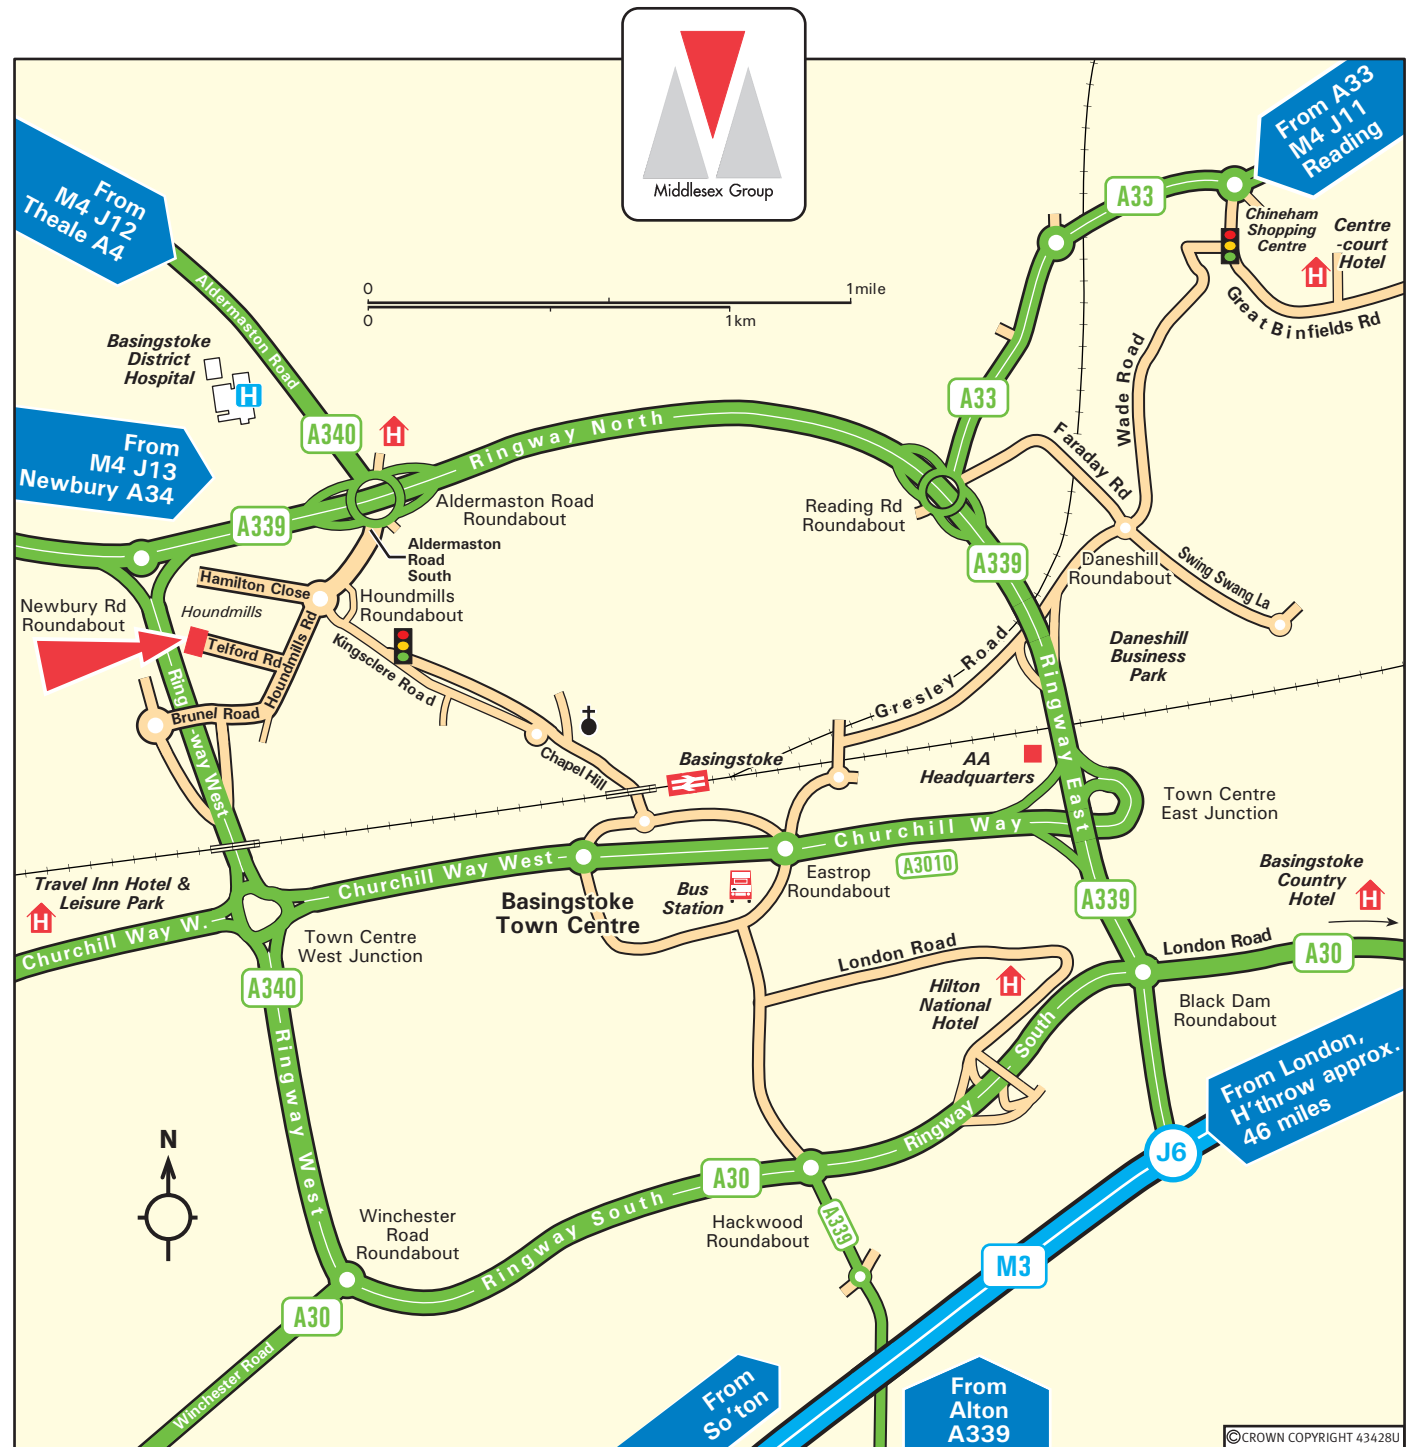 Middlesex Group
From A33
M4 J11
Reading
From
M4 J12
Theale A4
A33
Chineham
Shopping
Centre
Centre
-court
Hotel
H
Great Binfields Rd
0
1mile
0
1km
Aldermaston Road
Basingstoke
District
Hospital
H
Wade Road
A33
A340
H
Ringway North
Faraday Rd
From
M4 J13
Newbury A34
Aldermaston Road
Roundabout
Reading Rd
Roundabout
A339
Aldermaston
Road
South
A339
Daneshill
Roundabout
Swing Swang La
Hamilton Close
Houndmills
Roundabout
Newbury Rd
Roundabout
Houndmills
Telford Rd
Houndmills Rd
Kingsclere Road
Gresley Road
Daneshill
Business
Park
Ring-way West
Brunel Road
Chapel Hill
Basingstoke
AA
Headquarters
Ringway East
Town Centre
East Junction
Churchill Way
A3010
Churchill Way West
Eastrop
Roundabout
Basingstoke
Country
Hotel
H
Travel Inn Hotel &
Leisure Park
H
Bus
Station
Basingstoke
Town Centre
A339
Churchill Way W.
Town Centre
West Junction
London Road
London Road
A30
A340
Hilton
National
Hotel
H
Black Dam
Roundabout
Ringway West
Ringway South
From London,
H'throw approx.
46 miles
J6
N
A30
Ringway South
Winchester
Road
Roundabout
Hackwood
Roundabout
A339
M3
A30
Winchester Road
From
So'ton
From
Alton
A339
©CROWN COPYRIGHT 43428U